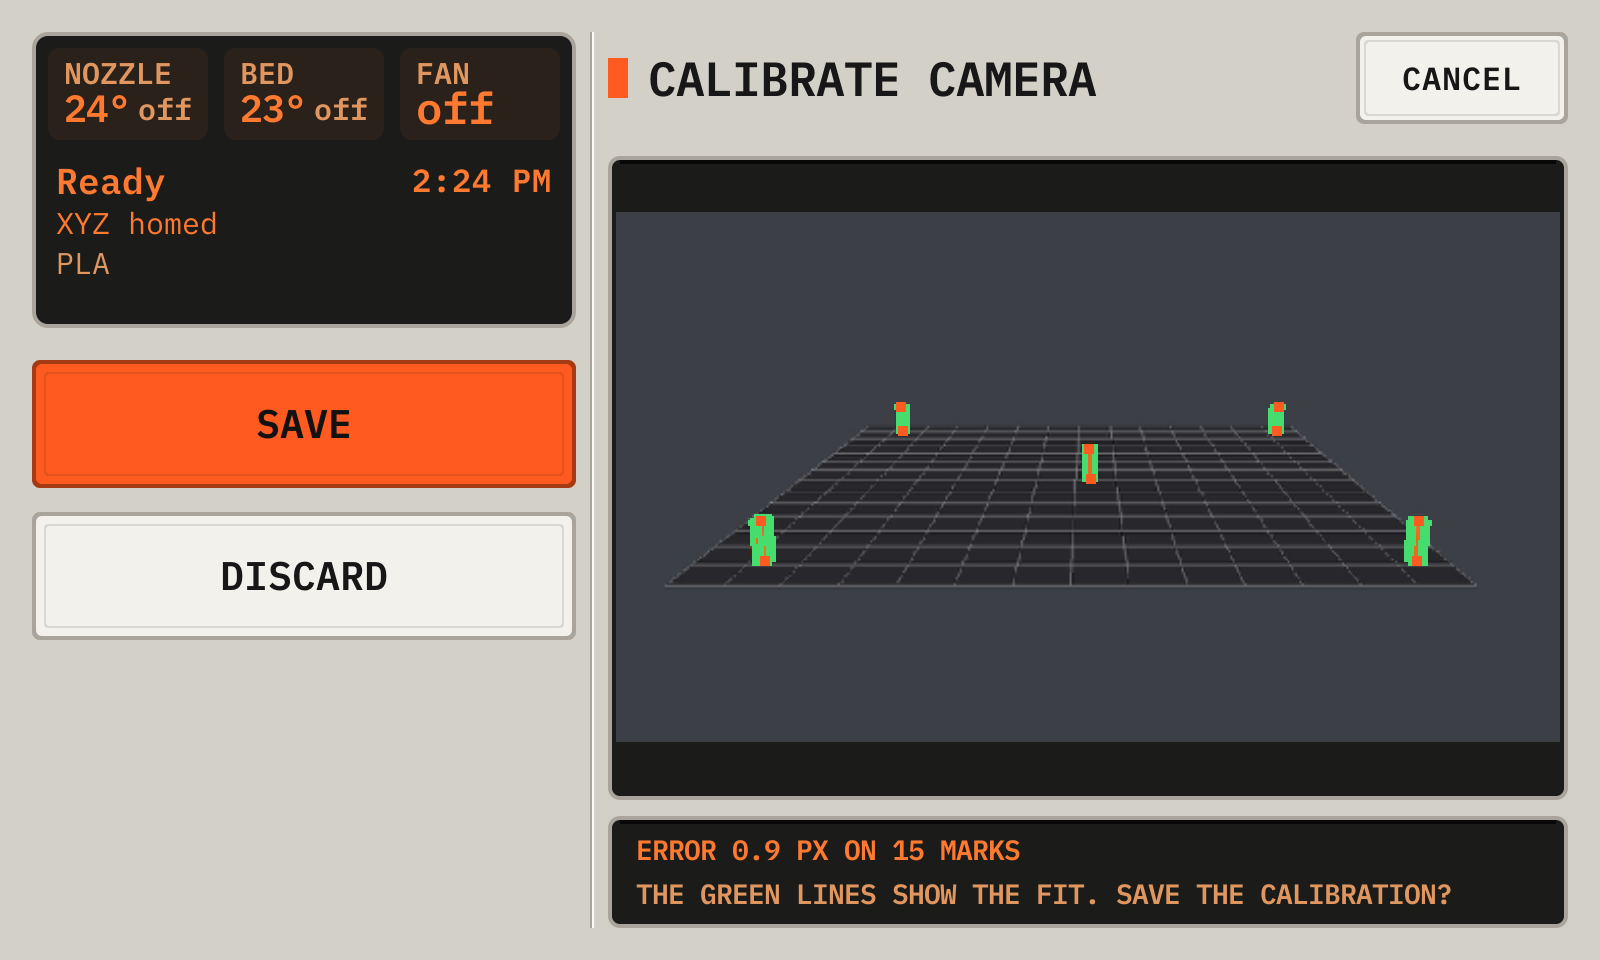 NOZZLE
24° off
BED
23° off
FAN
off
Ready
2:24 PM
XYZ homed
PLA
SAVE
DISCARD
CALIBRATE CAMERA
CANCEL
ERROR 0.9 PX ON 15 MARKS
THE GREEN LINES SHOW THE FIT. SAVE THE CALIBRATION?